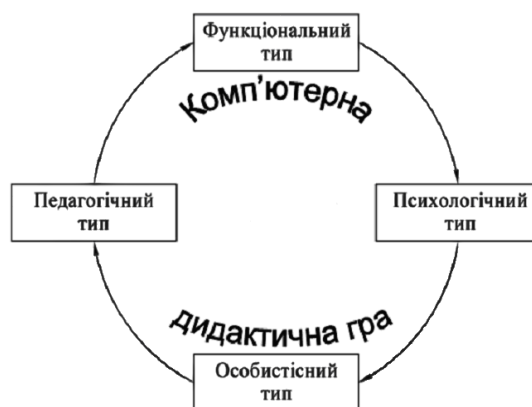 Функціональний
тип
Комп’ютерна
Педагогічний
тип
Психологічний
тип
дидактична гра
Особистісний
тип